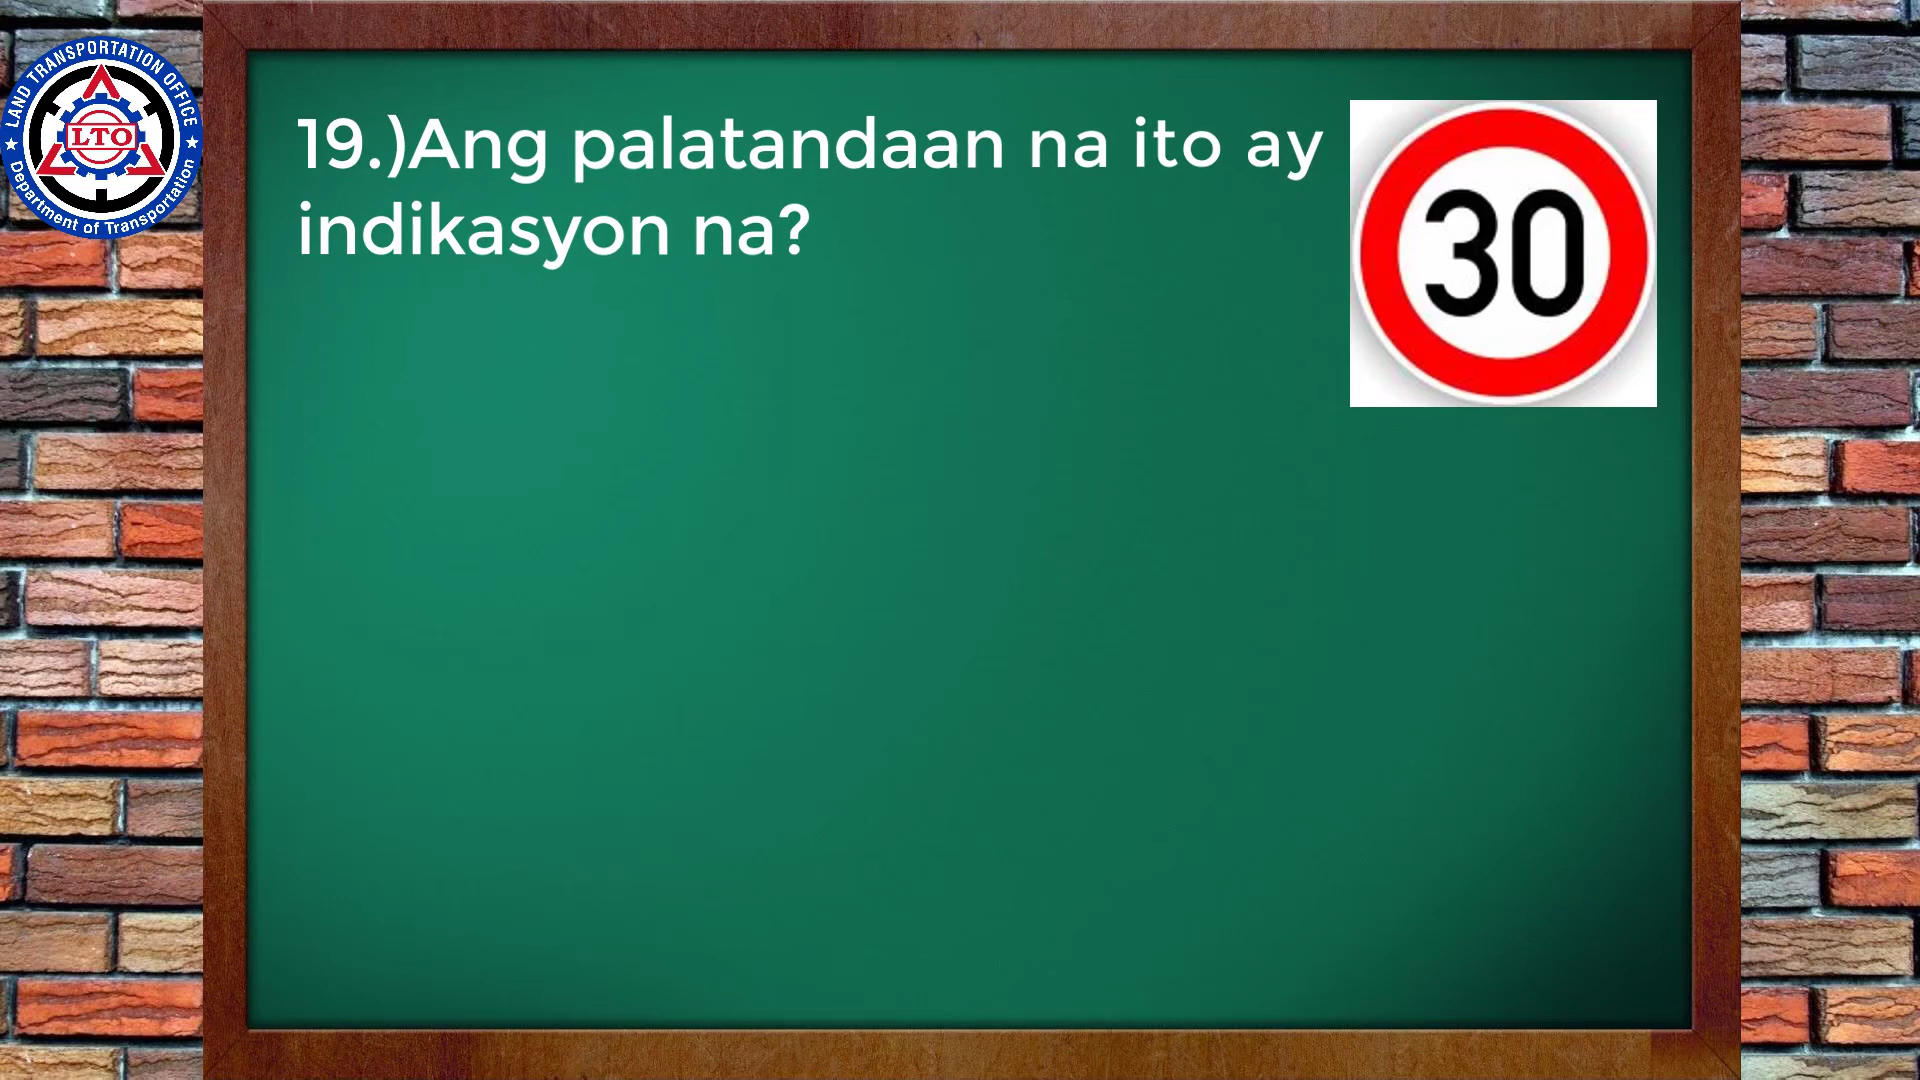 LAND TRANSPORTATION OFFICE
LTO
Department of Transportation
19.)Ang palatandaan na ito ay
indikasyon na?
30